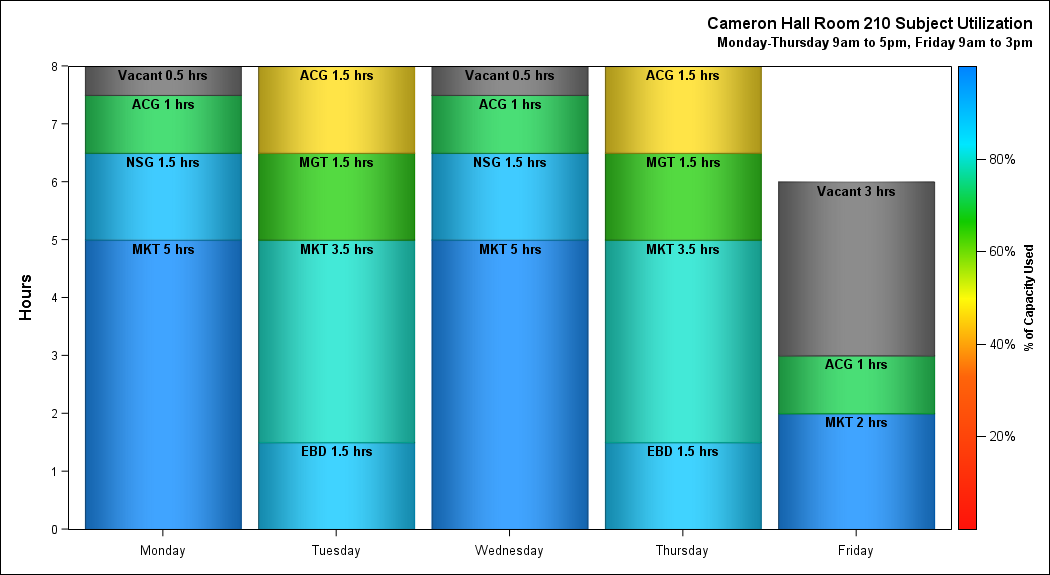 Cameron Hall Room 210 Subject Utilization
Monday-Thursday 9am to 5pm, Friday 9am to 3pm
Hours
8
7
6
5
4
3
2
1
0
Vacant 0.5 hrs
ACG 1 hrs
NSG 1.5 hrs
MKT 5 hrs
Monday
ACG 1.5 hrs
MGT 1.5 hrs
MKT 3.5 hrs
EBD 1.5 hrs
Tuesday
Vacant 0.5 hrs
ACG 1 hrs
NSG 1.5 hrs
MKT 5 hrs
Wednesday
ACG 1.5 hrs
MGT 1.5 hrs
MKT 3.5 hrs
EBD 1.5 hrs
Thursday
Vacant 3 hrs
ACG 1 hrs
MKT 2 hrs
Friday
80%
60%
40%
20%
% of Capacity Used